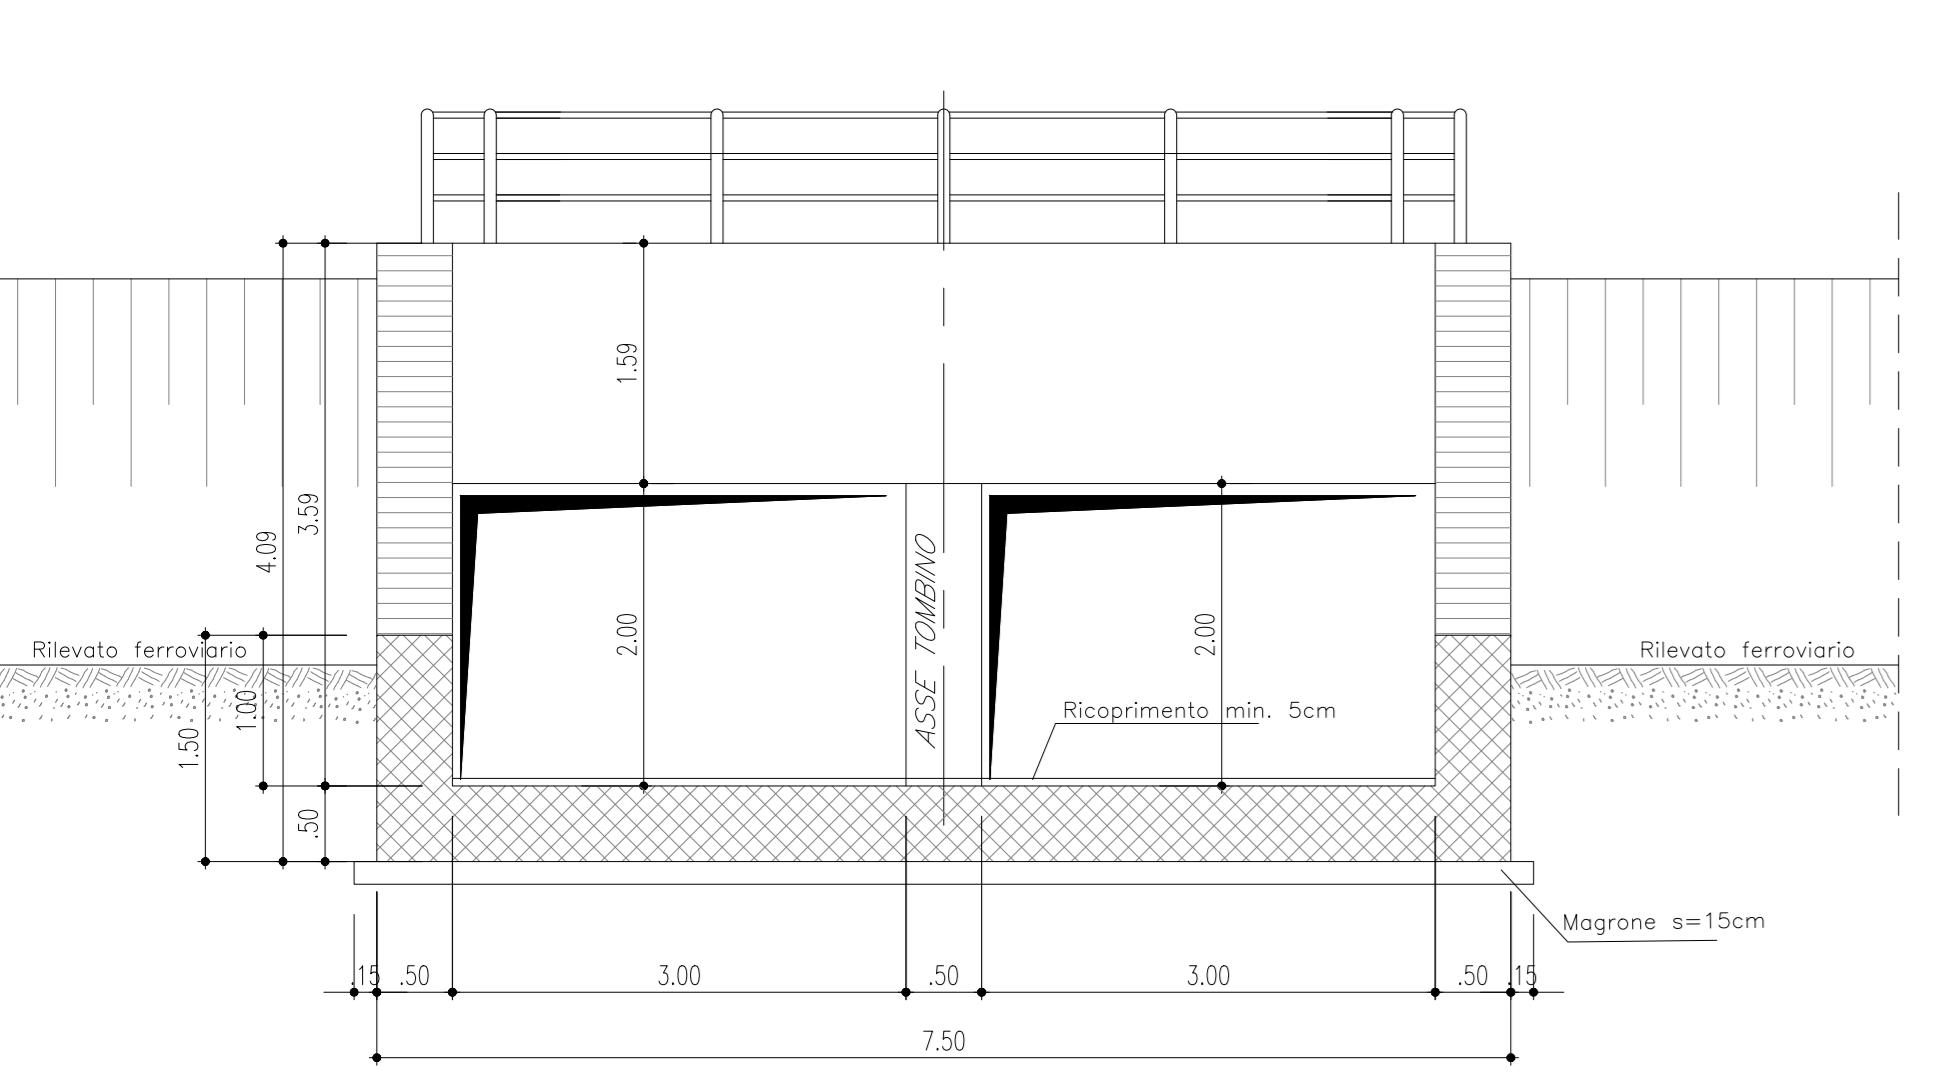 1.59
3.59
4.09
ASSE TOMBINO
2.00
2.00
Rilevato ferroviario
Rilevato ferroviario
1.00
Ricoprimento min. 5cm
1.50
.50
Magrone s=15cm
.15 .50 3.00 .50 3.00 .50 .15
7.50